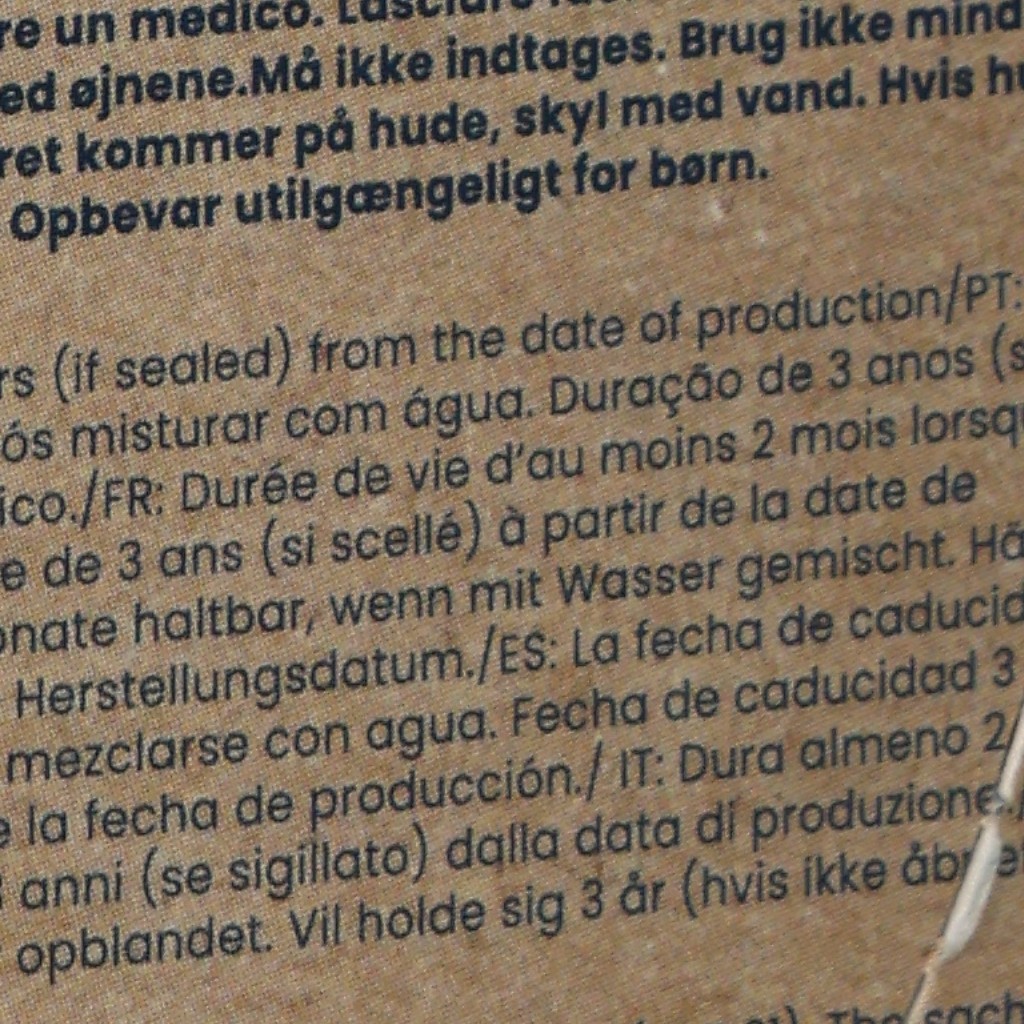 re un medico. Lasciare
ed øjnene.Må ikke indtages. Brug ikke mind
ret kommer på hude, skyl med vand. Hvis hu
Opbevar utilgængeligt for børn.
rs (if sealed) from the date of production/PT:
ós misturar com água. Duração de 3 anos (s
ico./FR: Durée de vie d'au moins 2 mois lorsqu
e de 3 ans (si scellé) à partir de la date de
onate haltbar, wenn mit Wasser gemischt. Hä
Herstellungsdatum./ES: La fecha de caducid
mezclarse con agua. Fecha de caducidad 3
e la fecha de producción./ IT: Dura almeno 2
anni (se sigillato) dalla data di produzione./
opblandet. Vil holde sig 3 år (hvis ikke
The sach